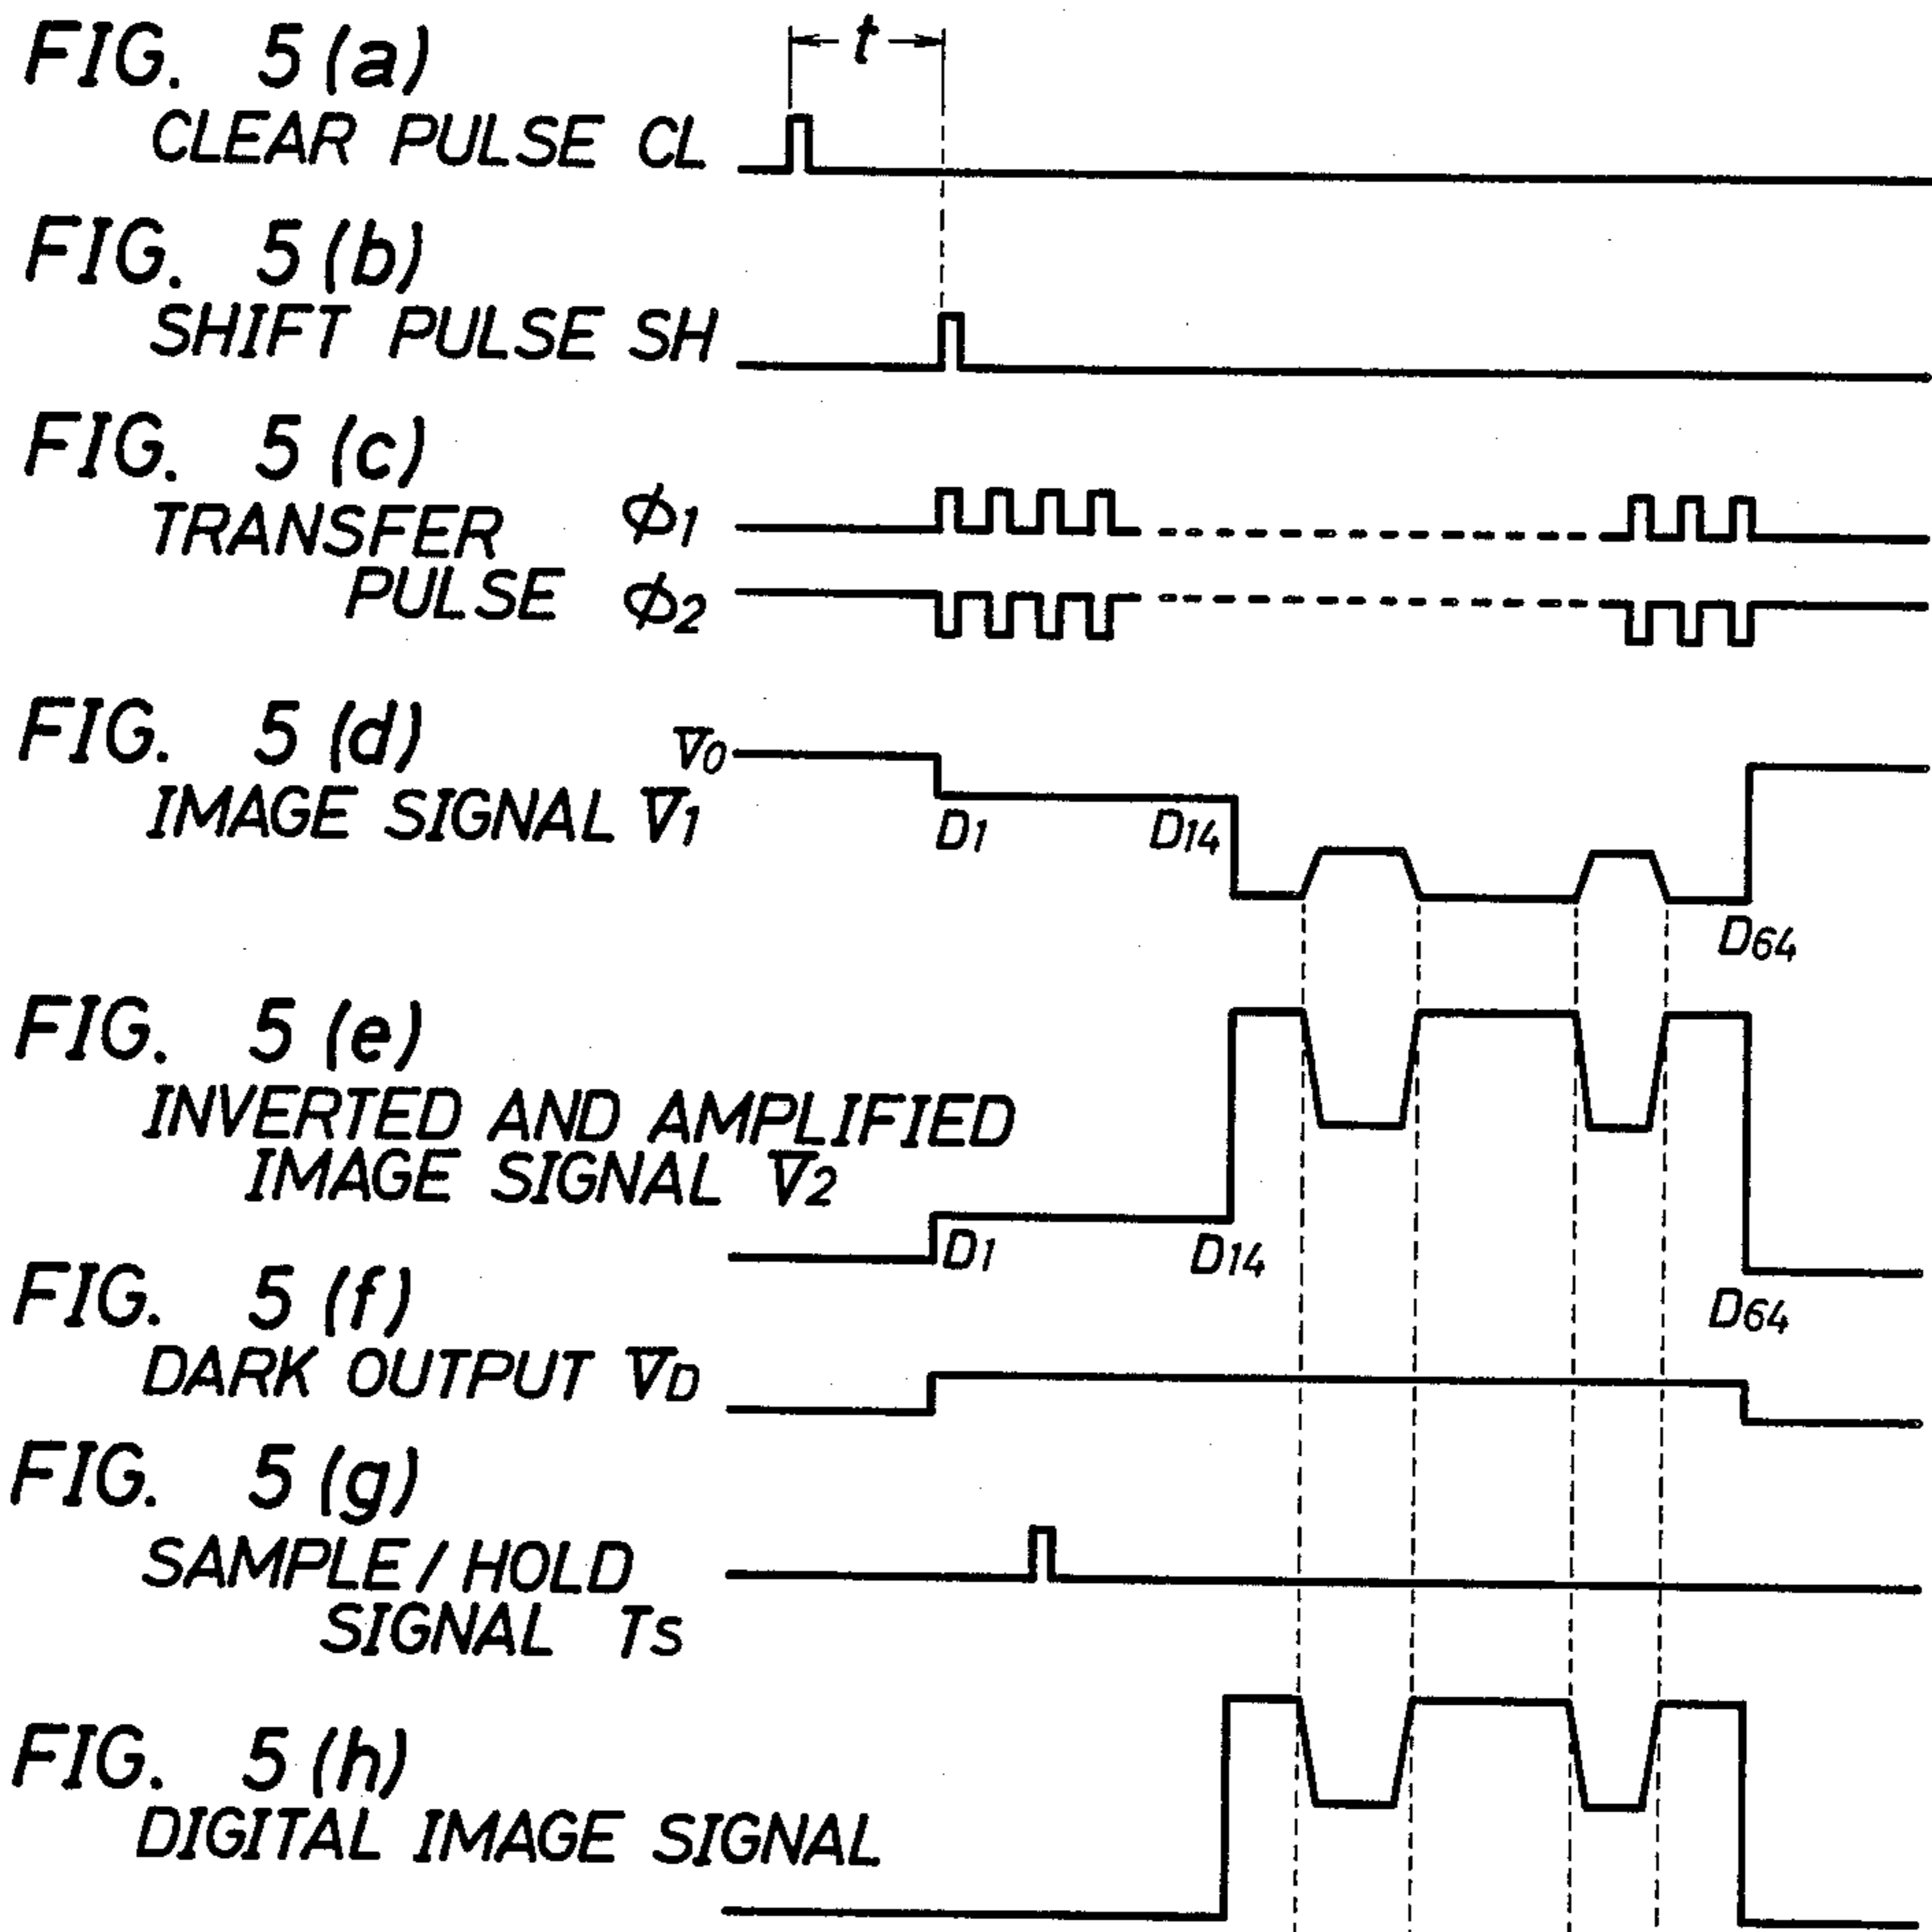 FIG. 5(a)
t
CLEAR PULSE CL
FIG. 5(b)
SHIFT PULSE SH
FIG. 5(c)
TRANSFER Φ1
PULSE Φ2
FIG. 5(d)
V0
IMAGE SIGNAL V1
D1 D14
D64
FIG. 5(e)
INVERTED AND AMPLIFIED
IMAGE SIGNAL V2
D1 D14
D64
FIG. 5(f)
DARK OUTPUT VD
FIG. 5(g)
SAMPLE/HOLD
SIGNAL Ts
FIG. 5(h)
DIGITAL IMAGE SIGNAL